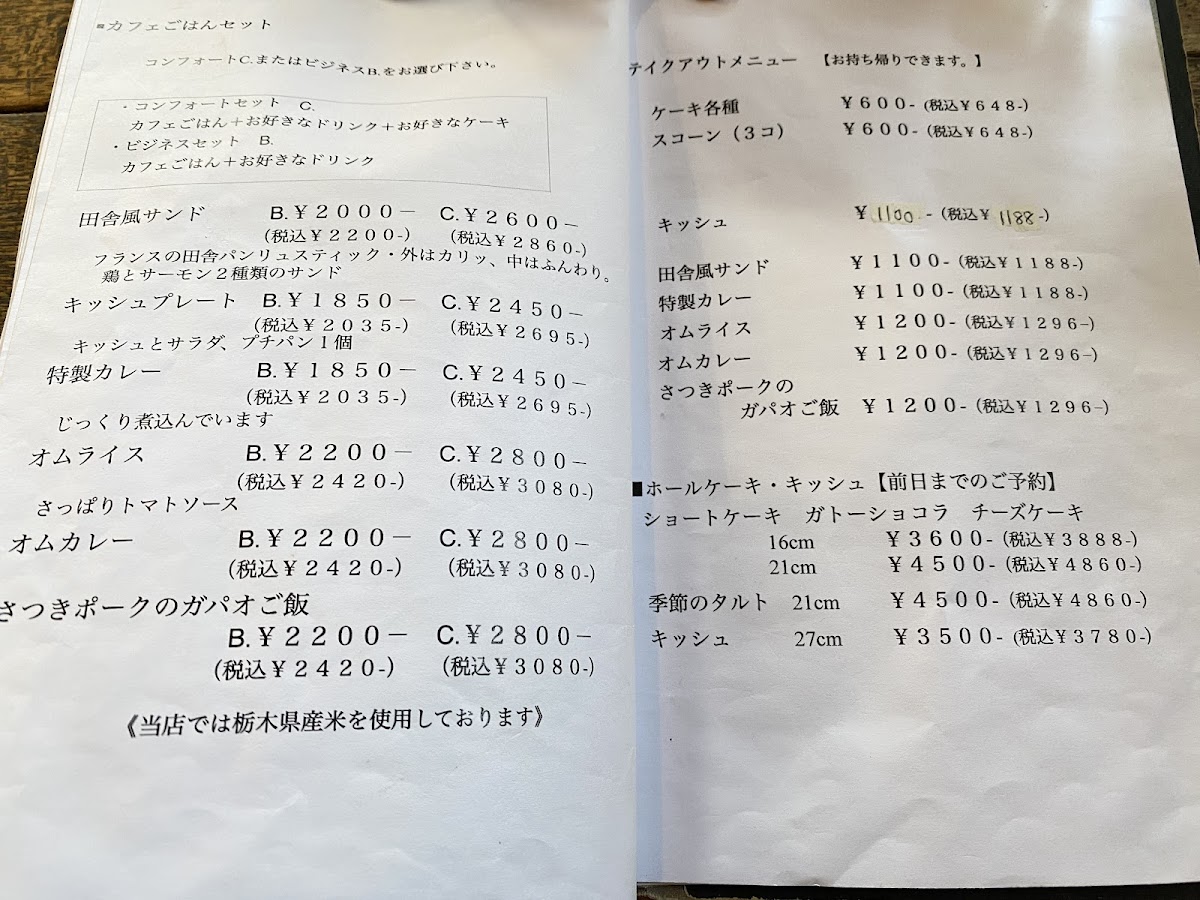 ■カフェごはんセット
コンフォートC.またはビジネスB.をお選び下さい。
・コンフォートセット C.
カフェごはん＋お好きなドリンク＋お好きなケーキ
・ビジネスセット B.
カフェごはん＋お好きなドリンク
田舎風サンド B.￥２０００－ C.￥２６００－
(税込￥２２００-) (税込￥２８６０-)
フランスの田舎パンリュスティック・外はカリッ、中はふんわり。
鶏とサーモン２種類のサンド
キッシュプレート B.￥１８５０－ C.￥２４５０－
(税込￥２０３５-) (税込￥２６９５-)
キッシュとサラダ、プチパン１個
特製カレー B.￥１８５０－ C.￥２４５０－
(税込￥２０３５-) (税込￥２６９５-)
じっくり煮込んでいます
オムライス B.￥２２００－ C.￥２８００－
(税込￥２４２０-) (税込￥３０８０-)
さっぱりトマトソース
オムカレー B.￥２２００－ C.￥２８００－
(税込￥２４２０-) (税込￥３０８０-)
さつきポークのガパオご飯
B.￥２２００－ C.￥２８００－
(税込￥２４２０-) (税込￥３０８０-)
《当店では栃木県産米を使用しております》
テイクアウトメニュー 【お持ち帰りできます。】
ケーキ各種 ￥６００- (税込￥６４８-)
スコーン（３コ） ￥６００- (税込￥６４８-)
キッシュ ￥1100.- (税込￥1188-)
田舎風サンド ￥１１００- (税込￥１１８８-)
特製カレー ￥１１００- (税込￥１１８８-)
オムライス ￥１２００- (税込￥１２９６-)
オムカレー ￥１２００- (税込￥１２９６-)
さつきポークの
ガパオご飯 ￥１２００- (税込￥１２９６-)
■ホールケーキ・キッシュ【前日までのご予約】
ショートケーキ ガトーショコラ チーズケーキ
16cm ￥３６００- (税込￥３８８８-)
21cm ￥４５００- (税込￥４８６０-)
季節のタルト 21cm ￥４５００- (税込￥４８６０-)
キッシュ 27cm ￥３５００- (税込￥３７８０-)